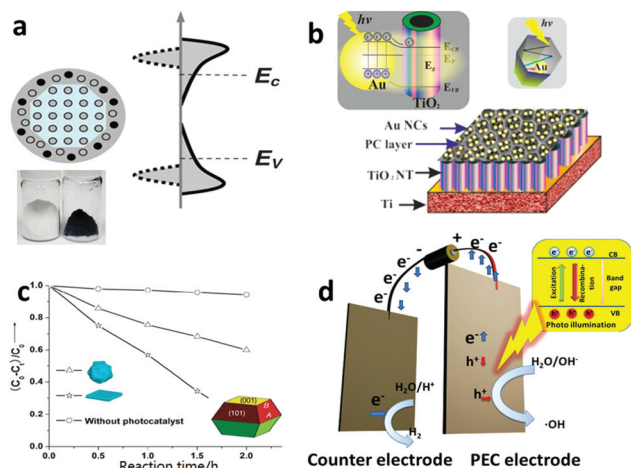 a
E_C
E_V
b
hν
e e e e
E_CB
E_F
E_g
E_VB
Au
TiO₂
hν
Au
Au NCs
PC layer
TiO₂ NT
Ti
c
(C₀-Cₜ)/C₀
1.0
0.8
0.6
0.4
0.2
0.0
0.0 0.5 1.0 1.5 2.0
Reaction time/h
Without photocatalyst
(001)
(101)
B
A
d
e⁻
e⁻
e⁻
-
+
e⁻
e⁻
e⁻
e⁻
H₂O/H⁺
H₂
e⁻
h⁺
h⁺
H₂O/OH⁻
·OH
e⁻ e⁻ e⁻ CB
Excitation
Recombina-
tion
Band
gap
h⁺ h⁺ h⁺ VB
Photo illumination
Counter electrode
PEC electrode